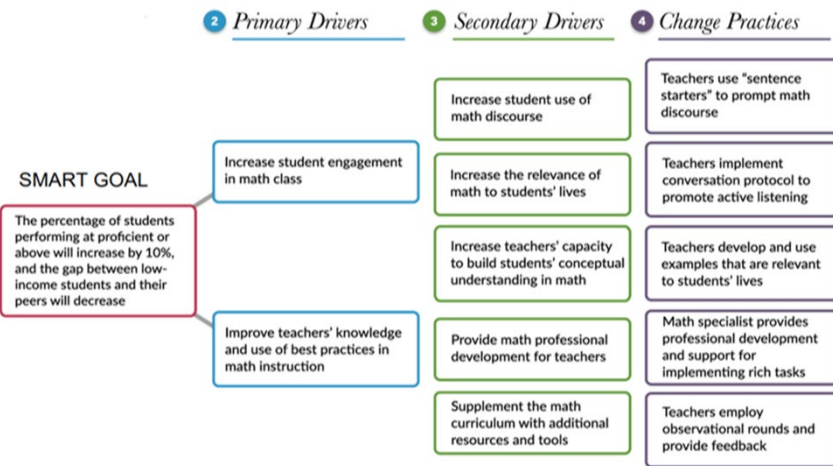 2 Primary Drivers
3 Secondary Drivers
4 Change Practices
SMART GOAL
The percentage of students
performing at proficient or
above will increase by 10%,
and the gap between low-
income students and their
peers will decrease
Increase student engagement
in math class
Improve teachers' knowledge
and use of best practices in
math instruction
Increase student use of
math discourse
Increase the relevance of
math to students' lives
Increase teachers' capacity
to build students' conceptual
understanding in math
Provide math professional
development for teachers
Supplement the math
curriculum with additional
resources and tools
Teachers use "sentence
starters" to prompt math
discourse
Teachers implement
conversation protocol to
promote active listening
Teachers develop and use
examples that are relevant
to students' lives
Math specialist provides
professional development
and support for
implementing rich tasks
Teachers employ
observational rounds and
provide feedback